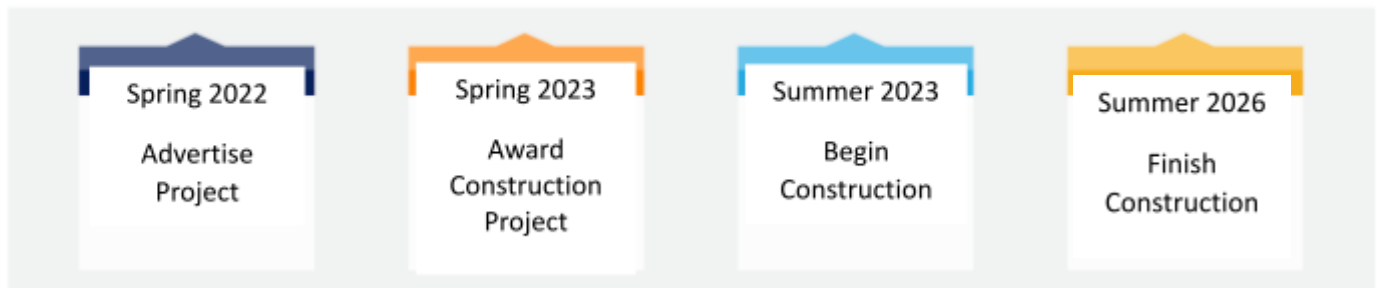 Spring 2022
Advertise
Project
Spring 2023
Award
Construction
Project
Summer 2023
Begin
Construction
Summer 2026
Finish
Construction